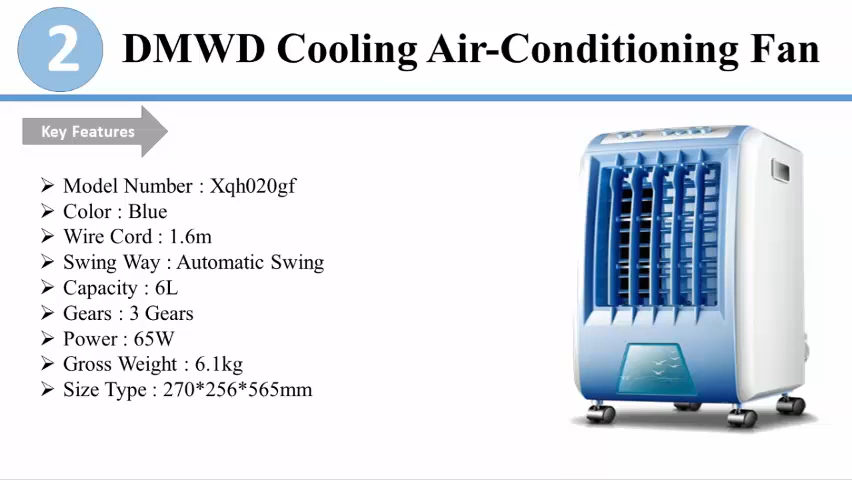 2
DMWD Cooling Air-Conditioning Fan
Key Features
Model Number : Xqh020gf
Color : Blue
Wire Cord : 1.6m
Swing Way : Automatic Swing
Capacity : 6L
Gears : 3 Gears
Power : 65W
Gross Weight : 6.1kg
Size Type : 270*256*565mm